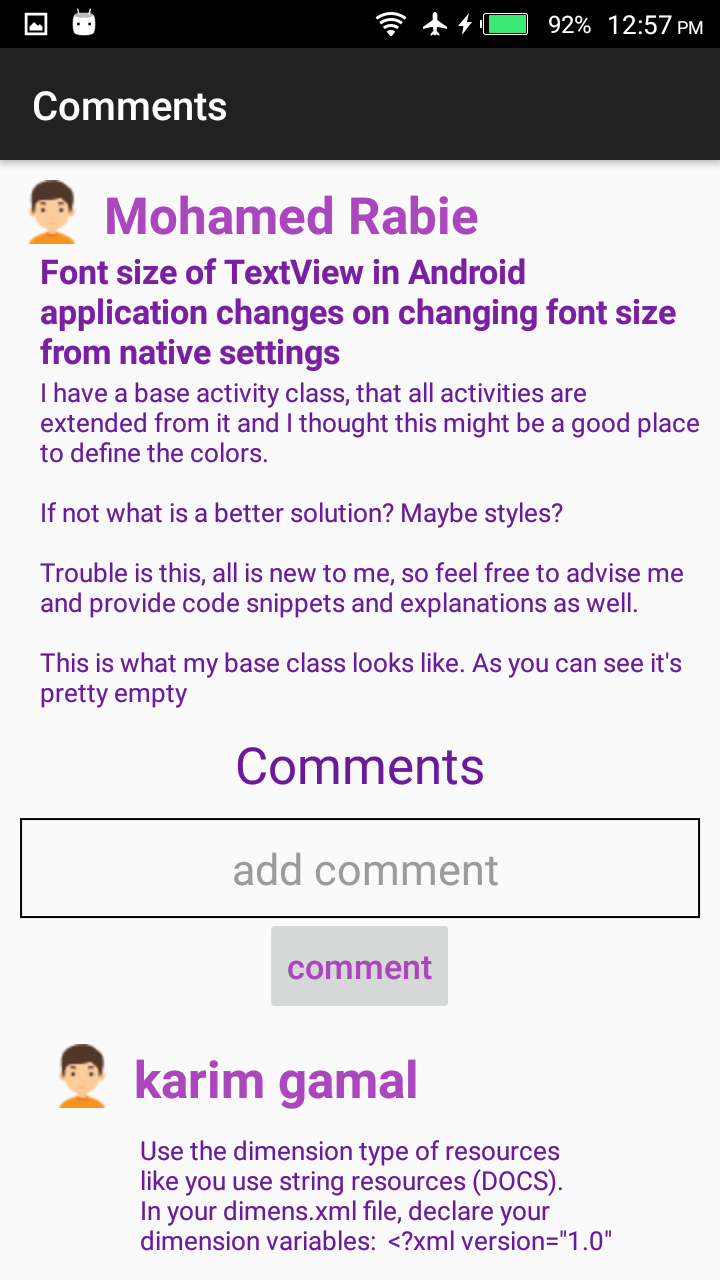 92% 12:57 PM
Comments
Mohamed Rabie
Font size of TextView in Android
application changes on changing font size
from native settings
I have a base activity class, that all activities are
extended from it and I thought this might be a good place
to define the colors.
If not what is a better solution? Maybe styles?
Trouble is this, all is new to me, so feel free to advise me
and provide code snippets and explanations as well.
This is what my base class looks like. As you can see it's
pretty empty
Comments
add comment
comment
karim gamal
Use the dimension type of resources
like you use string resources (DOCS).
In your dimens.xml file, declare your
dimension variables:  <?xml version="1.0"